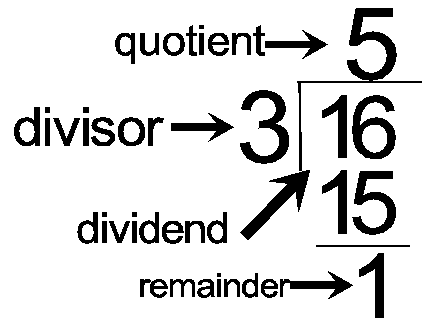 quotient 5
divisor 3 16
15
dividend
remainder 1